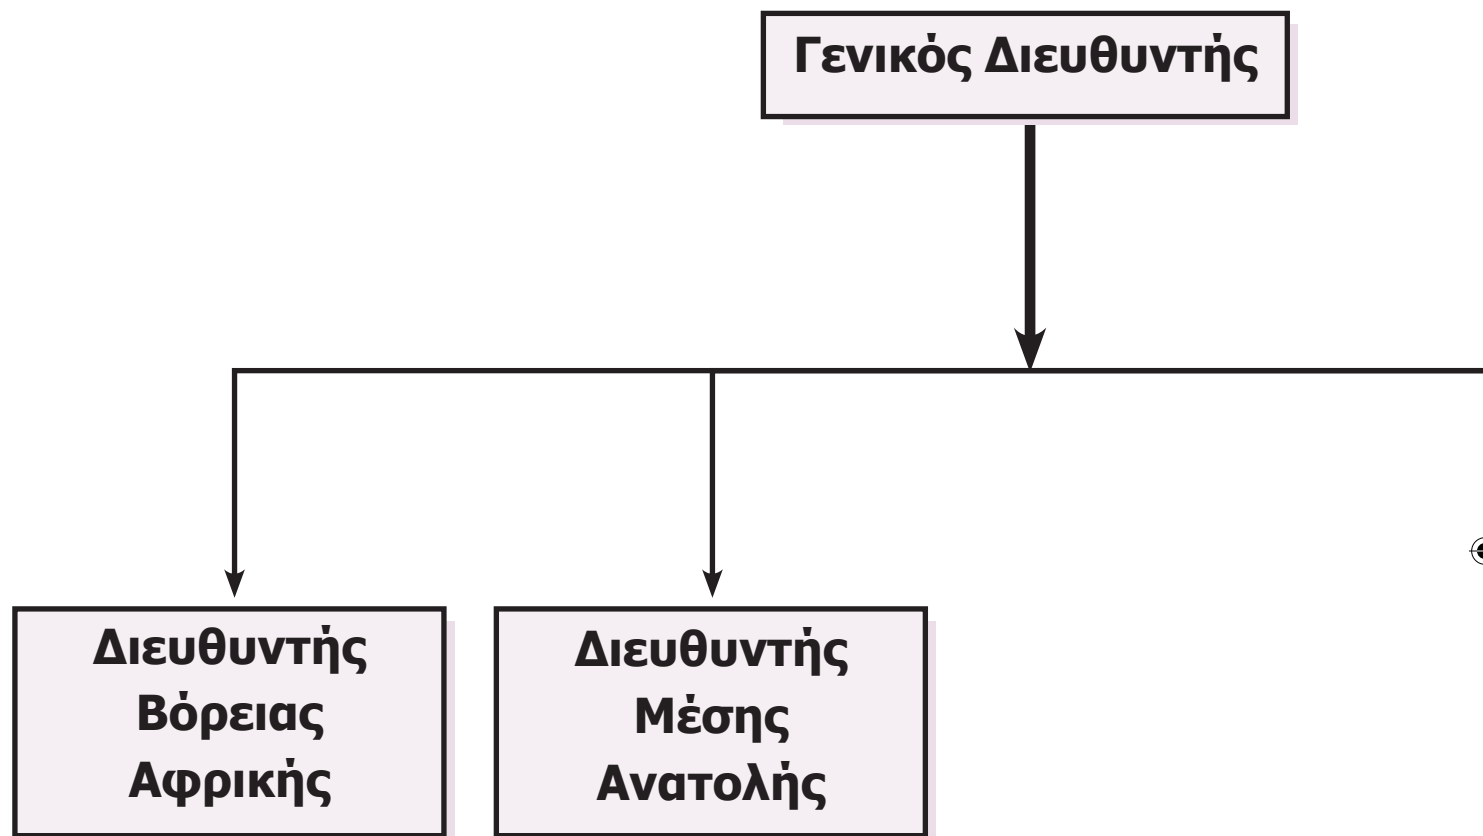 Γενικός Διευθυντής
Διευθυντής
Βόρειας
Αφρικής
Διευθυντής
Μέσης
Ανατολής